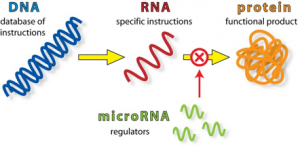 DNA
database of
instructions
RNA
specific instructions
protein
functional product
microRNA
regulators